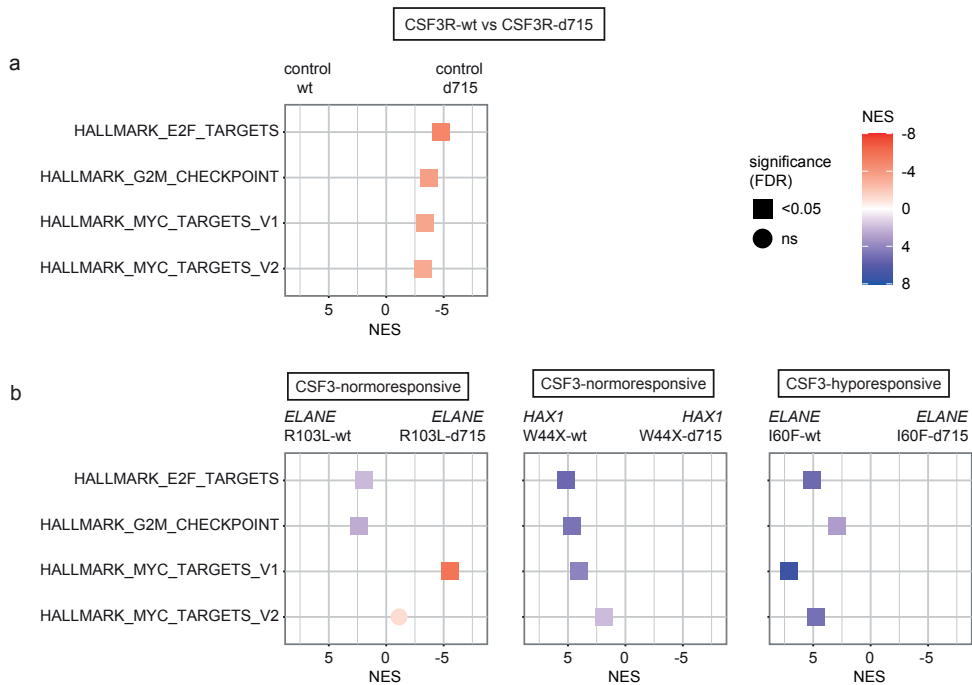 CSF3R-wt vs CSF3R-d715
a
control
wt
control
d715
HALLMARK_E2F_TARGETS
HALLMARK_G2M_CHECKPOINT
HALLMARK_MYC_TARGETS_V1
HALLMARK_MYC_TARGETS_V2
5 0 -5
NES
significance
(FDR)
<0.05
ns
NES
-8
-4
0
4
8
b
CSF3-normoresponsive
CSF3-normoresponsive
CSF3-hyporesponsive
ELANE
R103L-wt
ELANE
R103L-d715
HAX1
W44X-wt
HAX1
W44X-d715
ELANE
I60F-wt
ELANE
I60F-d715
HALLMARK_E2F_TARGETS
HALLMARK_G2M_CHECKPOINT
HALLMARK_MYC_TARGETS_V1
HALLMARK_MYC_TARGETS_V2
5 0 -5
NES
5 0 -5
NES
5 0 -5
NES